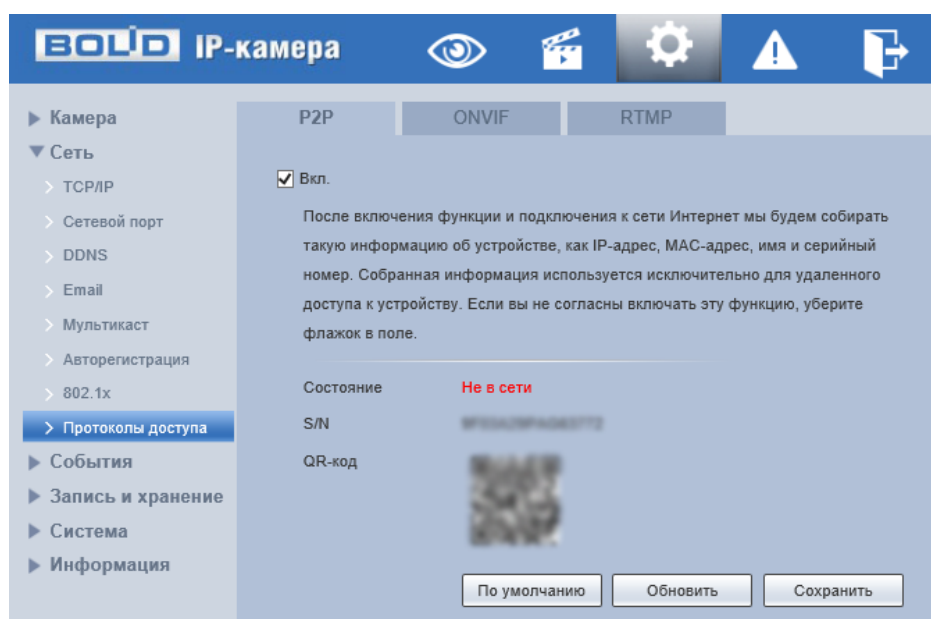 BOLID IP-камера
Камера
Сеть
TCP/IP
Сетевой порт
DDNS
Email
Мультикаст
Авторегистрация
802.1x
Протоколы доступа
События
Запись и хранение
Система
Информация
P2P ONVIF RTMP
Вкл.
После включения функции и подключения к сети Интернет мы будем собирать
такую информацию об устройстве, как IP-адрес, MAC-адрес, имя и серийный
номер. Собранная информация используется исключительно для удаленного
доступа к устройству. Если вы не согласны включать эту функцию, уберите
флажок в поле.
Состояние Не в сети
S/N
QR-код
По умолчанию Обновить Сохранить